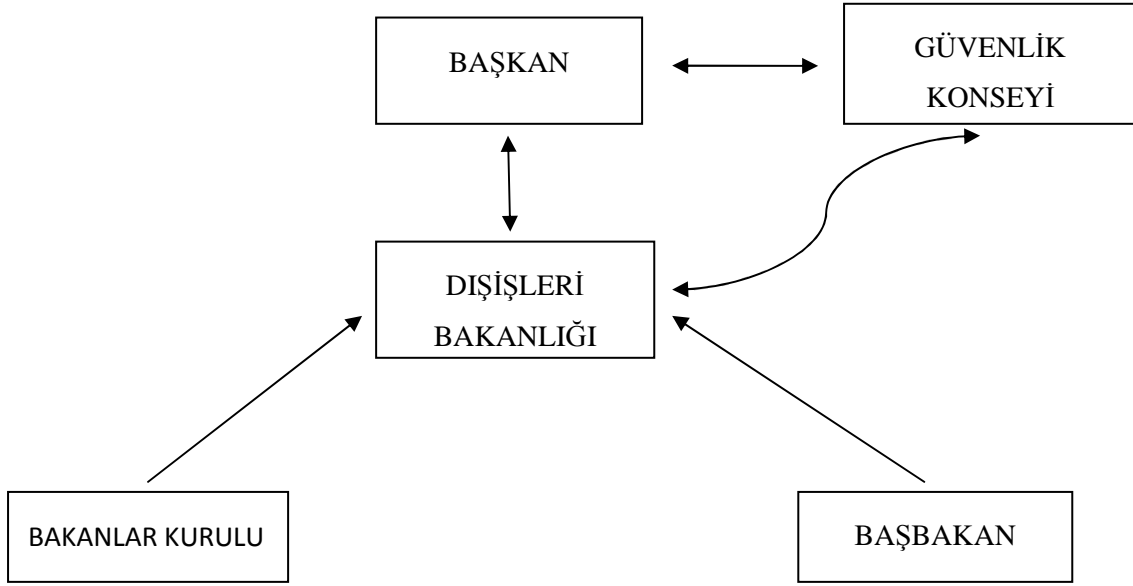 BAŞKAN
GÜVENLİK
KONSEYİ
DIŞİŞLERİ
BAKANLIĞI
BAKANLAR KURULU
BAŞBAKAN